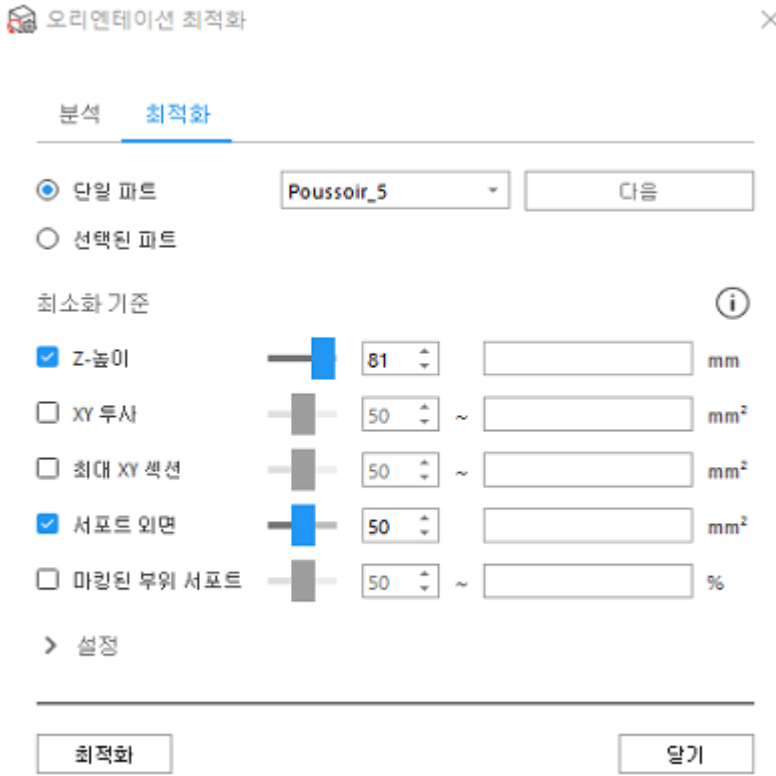 오리엔테이션 최적화
분석 최적화
단일 파트 Poussoir_5 다음
선택된 파트
최소화 기준
Z-높이 81 mm
XY 투사 50 ~ mm²
최대 XY 섹션 50 ~ mm²
서포트 외면 50 mm²
마킹된 부위 서포트 50 ~ %
설정
최적화 닫기